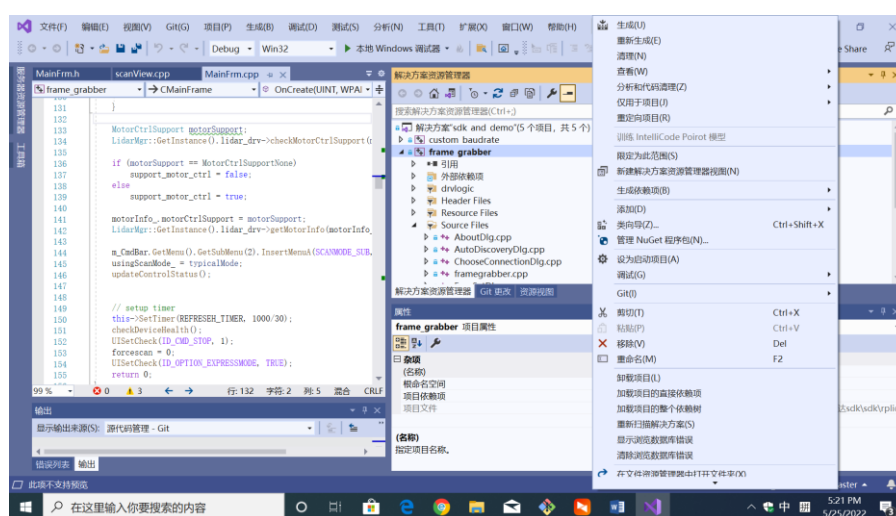 文件(F) 编辑(E) 视图(V) Git(G) 项目(P) 生成(B) 调试(D) 测试(S) 分析(N) 工具(T) 扩展(X) 窗口(W) 帮助(H)
Debug Win32 本地 Windows 调试器
e Share
服务器资源管理器
工具箱
MainFrm.h scanView.cpp MainFrm.cpp
frame_grabber CMainFrame OnCreate(UINT, WPAI
131 }
132
133 MotorCtrlSupport motorSupport;
134 LidarMgr::GetInstance().lidar_drv->checkMotorCtrlSupport(
135
136 if (motorSupport == MotorCtrlSupportNone)
137 support_motor_ctrl = false;
138 else
139 support_motor_ctrl = true;
140
141 motorInfo_.motorCtrlSupport = motorSupport;
142 LidarMgr::GetInstance().lidar_drv->getMotorInfo(motorInfo_
143
144 m_CmdBar.GetMenu().GetSubMenu(2).InsertMenuA(SCANMODE_SUB.
145 usingScanMode_ = typicalMode;
146 updateControlStatus();
147
148
149 // setup timer
150 this->SetTimer(REFRESEH_TIMER, 1000/30);
151 checkDeviceHealth();
152 UISetCheck(ID_CMD_STOP, 1);
153 forcescan = 0;
154 UISetCheck(ID_OPTION_EXPRESSMODE, TRUE);
155 return 0;
99 % 0 3 行: 132 字符: 2 列: 5 混合 CRLF
输出
显示输出来源(S): 源代码管理 - Git
错误列表 输出
此项不支持预览
解决方案资源管理器
搜索解决方案资源管理器(Ctrl+;)
解决方案"sdk and demo"(5 个项目, 共 5 个)
custom baudrate
frame grabber
引用
外部依赖项
drvlogic
Header Files
Resource Files
Source Files
AboutDlg.cpp
AutoDiscoveryDlg.cpp
ChooseConnectionDlg.cpp
framegrabber.cpp
解决方案资源管理器 Git 更改 资源视图
属性
frame_grabber 项目属性
杂项
(名称)
根命名空间
项目依赖项
项目文件
达sdk\sdk\rplic
(名称)
指定项目名称。
生成(U)
重新生成(E)
清理(N)
查看(W)
分析和代码清理(Z)
仅用于项目(J)
重定向项目(R)
训练 IntelliCode Poirot 模型
限定为此范围(S)
新建解决方案资源管理器视图(N)
生成依赖项(B)
添加(D)
类向导(Z)... Ctrl+Shift+X
管理 NuGet 程序包(N)...
设为启动项目(A)
调试(G)
Git(I)
剪切(T) Ctrl+X
粘贴(P) Ctrl+V
移除(V) Del
重命名(M) F2
卸载项目(L)
加载项目的直接依赖项
加载项目的整个依赖树
重新扫描解决方案(S)
显示浏览数据库错误
清除浏览数据库错误
在文件资源管理器中打开文件夹(X)
aster
在这里输入你要搜索的内容
中
5:21 PM
5/25/2022